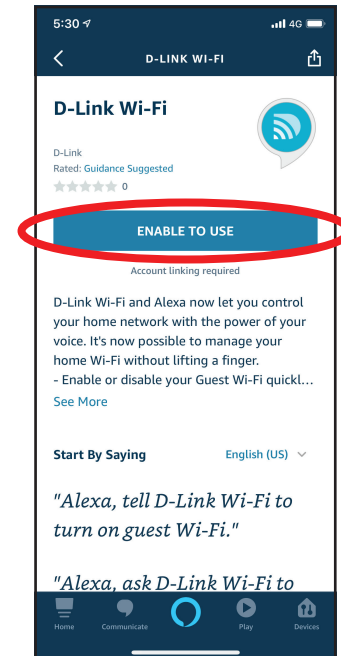 5:30 4G
D-LINK WI-FI
D-Link Wi-Fi
D-Link
Rated: Guidance Suggested
0
ENABLE TO USE
Account linking required
D-Link Wi-Fi and Alexa now let you control
your home network with the power of your
voice. It's now possible to manage your
home Wi-Fi without lifting a finger.
- Enable or disable your Guest Wi-Fi quickl...
See More
Start By Saying English (US)
"Alexa, tell D-Link Wi-Fi to
turn on guest Wi-Fi."
"Alexa, ask D-Link Wi-Fi to
Home Communicate Play Devices